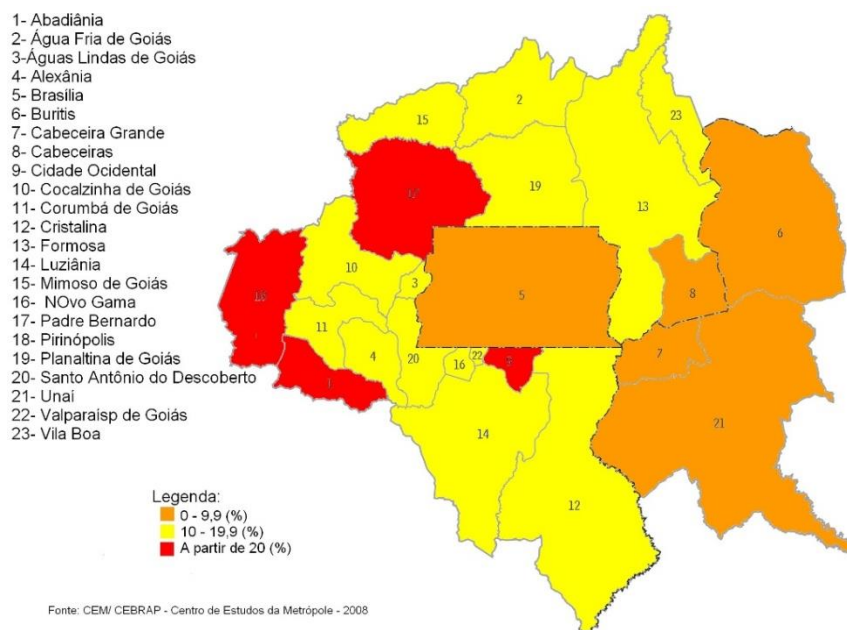 1- Abadiânia
2- Água Fria de Goiás
3-Águas Lindas de Goiás
4- Alexânia
5- Brasília
6- Buritis
7- Cabeceira Grande
8- Cabeceiras
9- Cidade Ocidental
10- Cocalzinha de Goiás
11- Corumbá de Goiás
12- Cristalina
13- Formosa
14- Luziânia
15- Mimoso de Goiás
16- NOvo Gama
17- Padre Bernardo
18- Pirinópolis
19- Planaltina de Goiás
20- Santo Antônio do Descoberto
21- Unaí
22- Valparaísp de Goiás
23- Vila Boa
2
15
23
17
19
13
6
10
3
18
5
8
11
4
20
16
22
9
7
1
21
14
12
Legenda:
0 - 9,9 (%)
10 - 19,9 (%)
A partir de 20 (%)
Fonte: CEM/ CEBRAP - Centro de Estudos da Metrópole - 2008